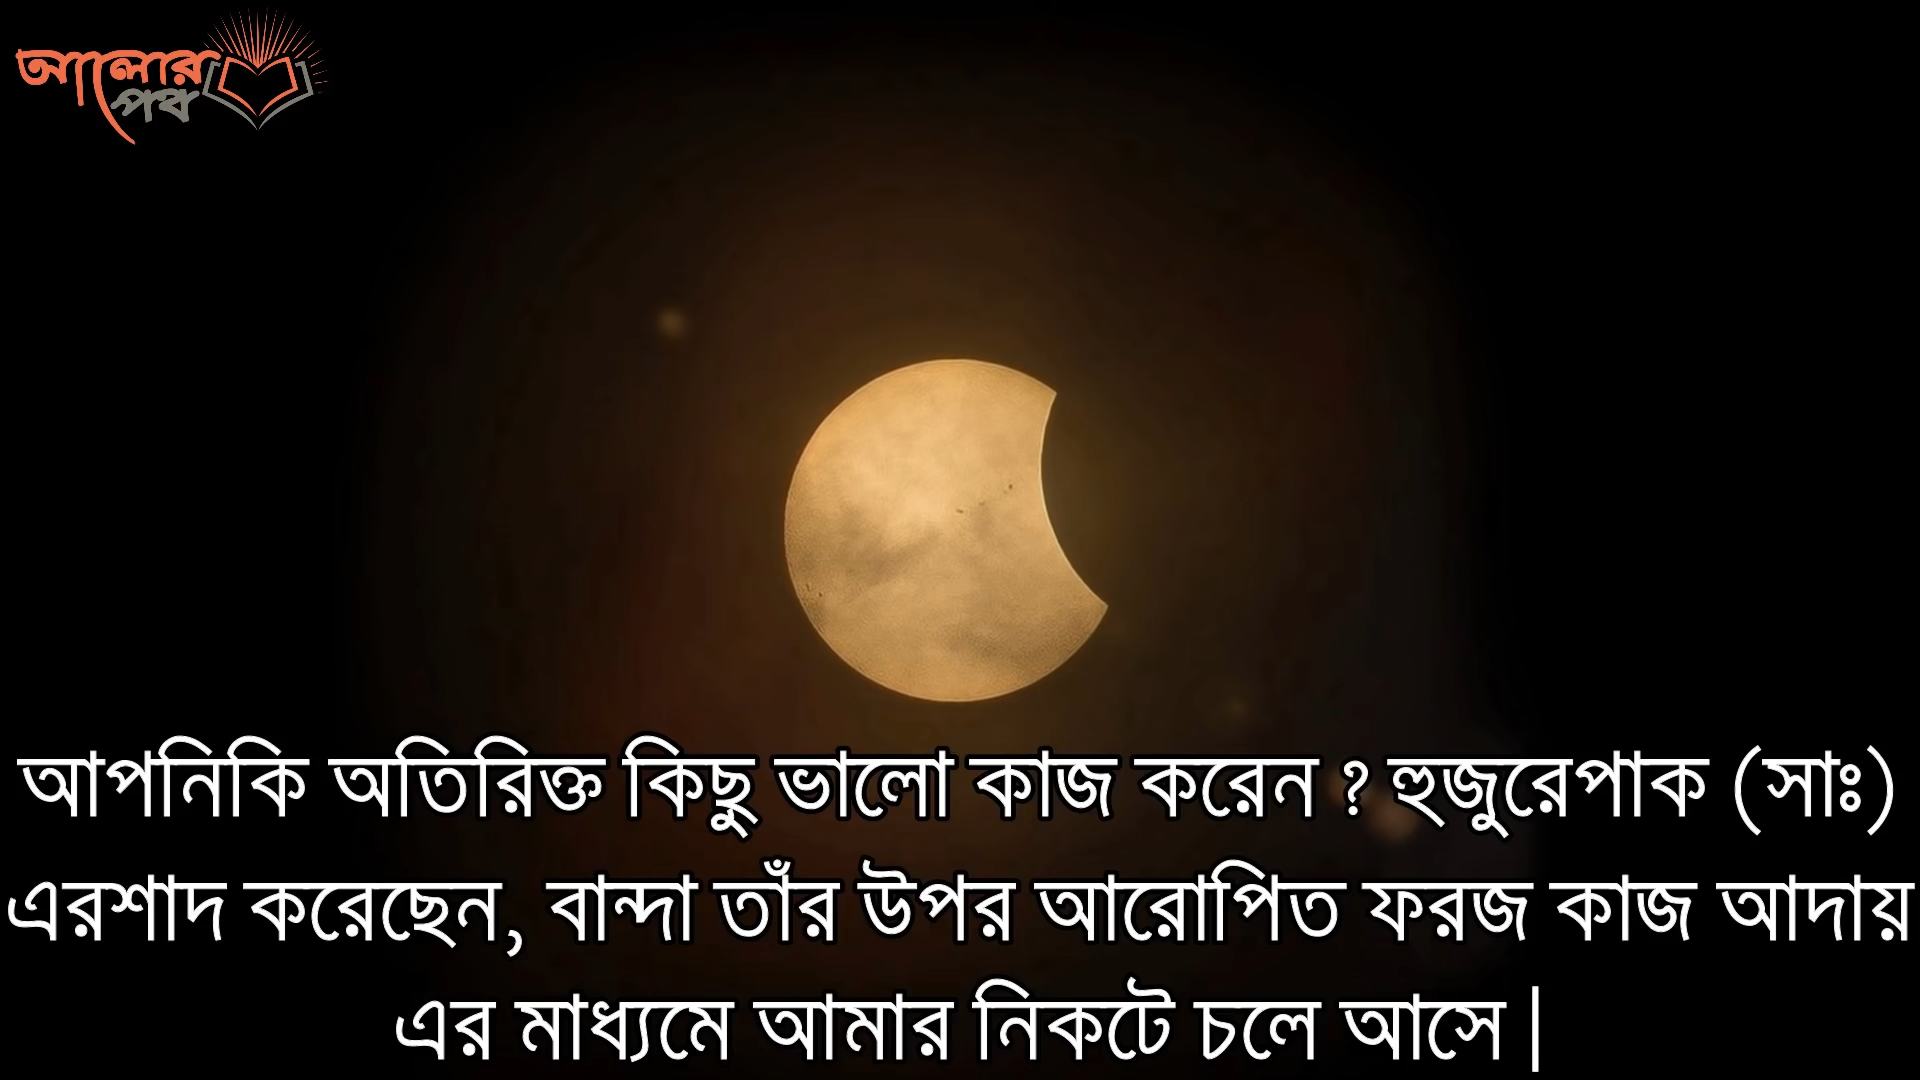 আলোর
পথ
আপনিকি অতিরিক্ত কিছু ভালো কাজ করেন ? হুজুরেপাক (সাঃ)
এরশাদ করেছেন, বান্দা তাঁর উপর আরোপিত ফরজ কাজ আদায়
এর মাধ্যমে আমার নিকটে চলে আসে |